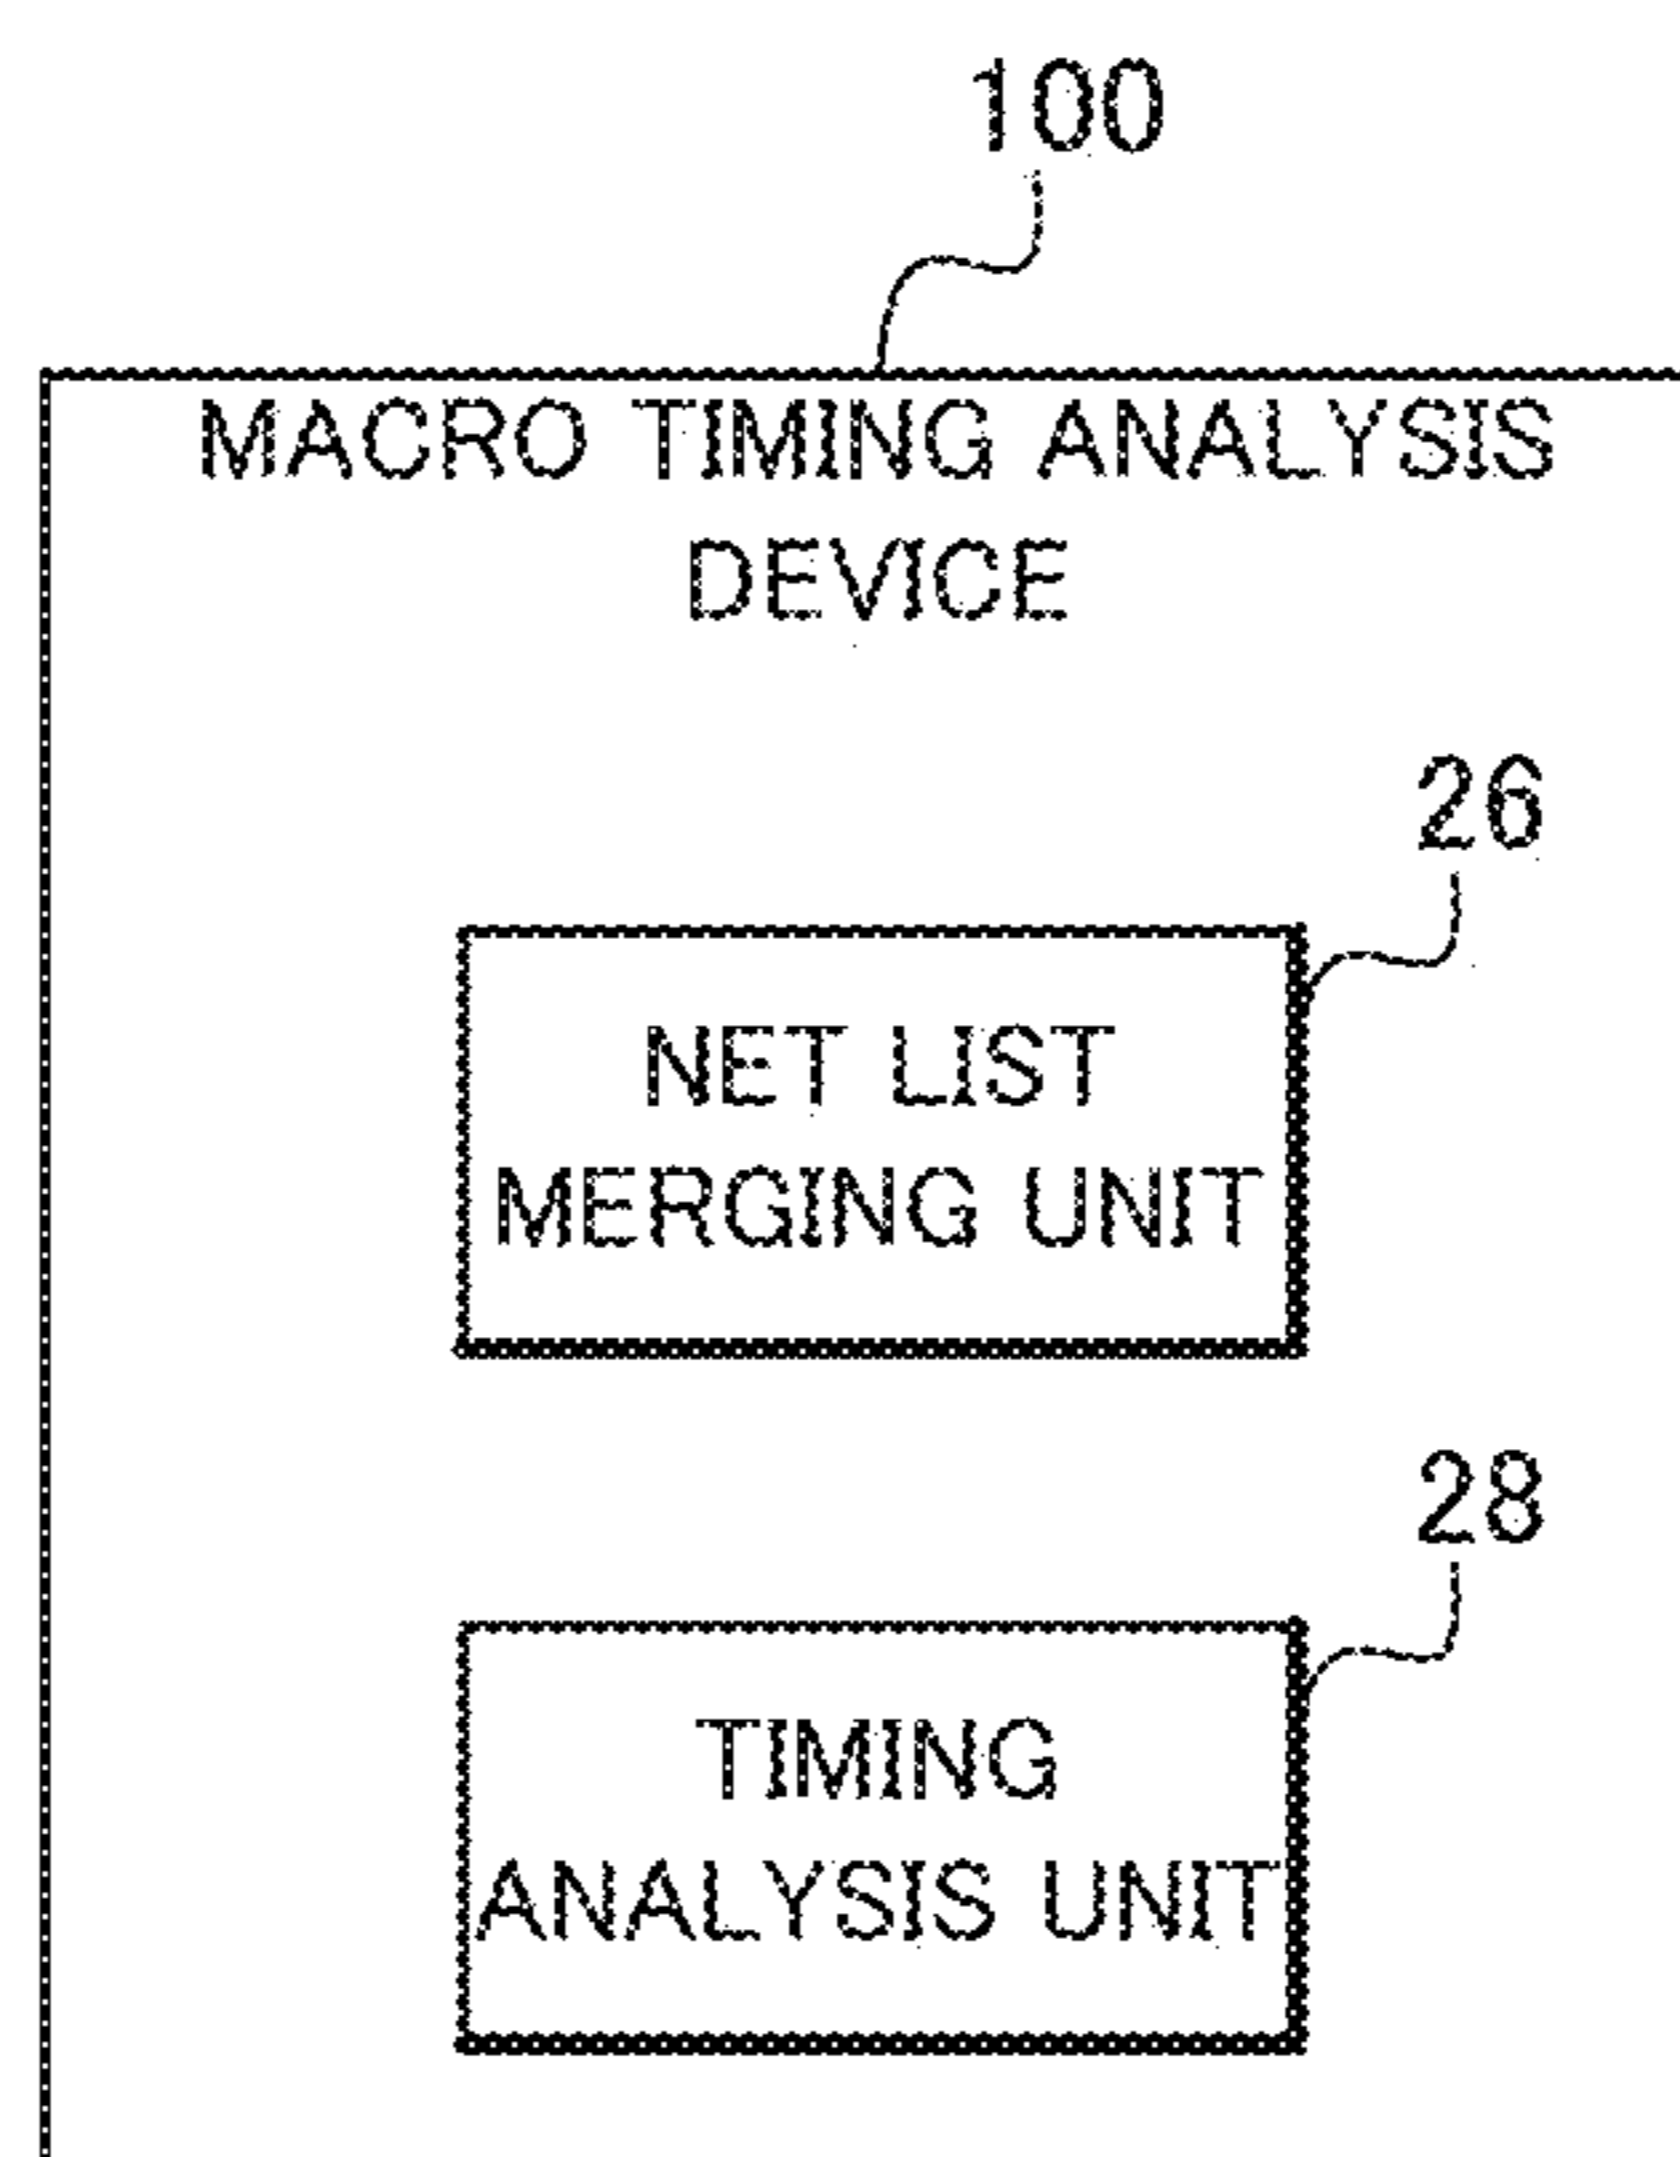 100
MACRO TIMING ANALYSIS
DEVICE
26
NET LIST
MERGING UNIT
28
TIMING
ANALYSIS UNIT